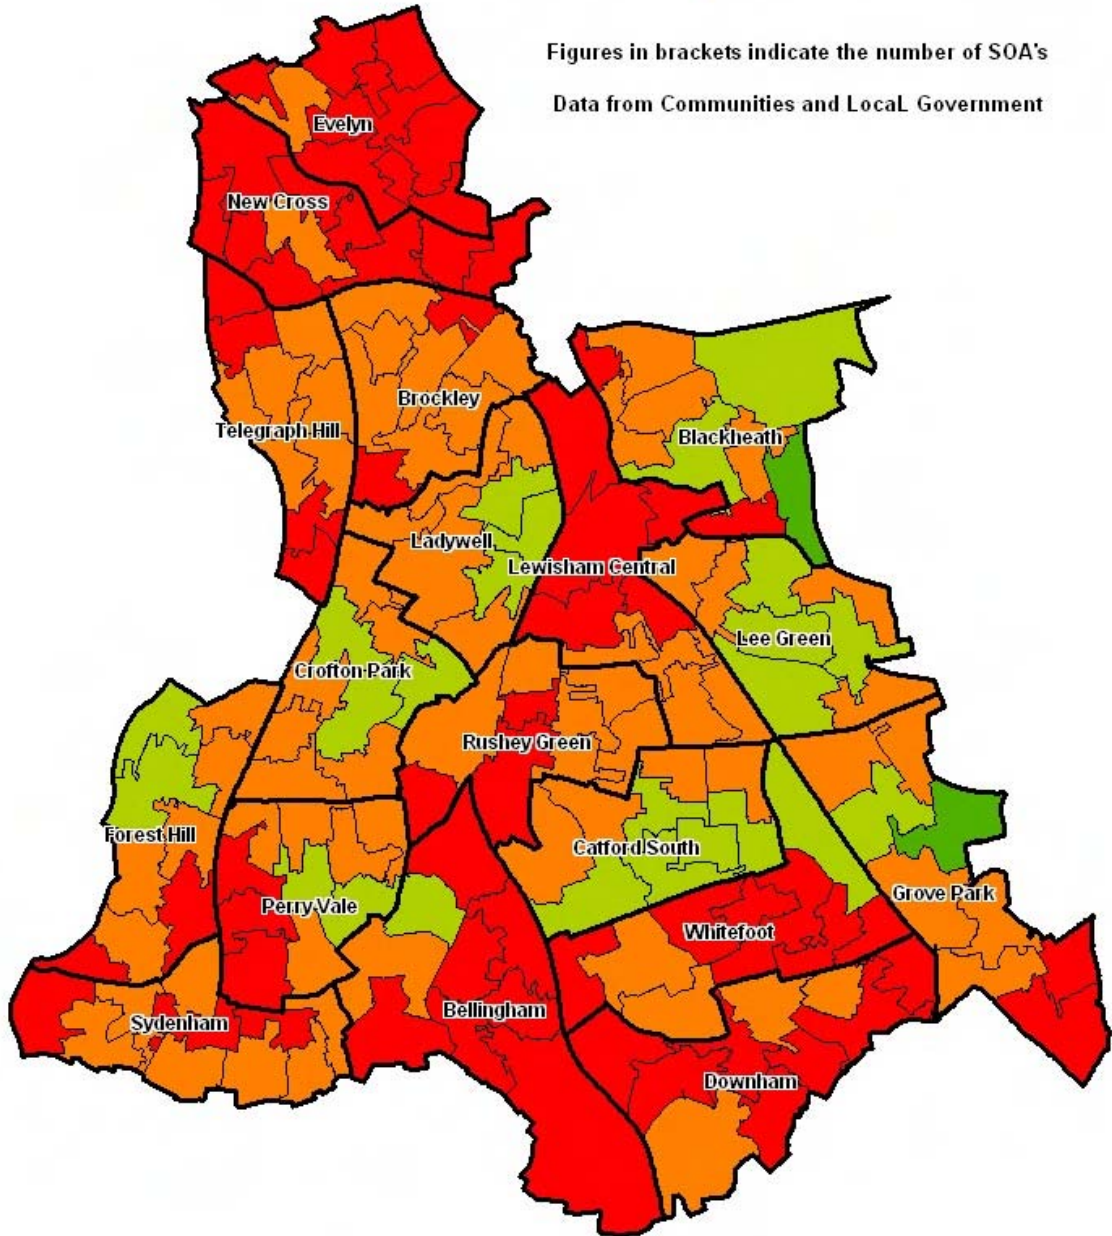 Figures in brackets indicate the number of SOA's
Data from Communities and LocaL Government
Evelyn
New Cross
Brockley
Telegraph Hill
Blackheath
Ladywell
Lewisham Central
Lee Green
Crofton Park
Rushey Green
Forest Hill
Catford South
Perry Vale
Grove Park
Whitefoot
Bellingham
Sydenham
Downham